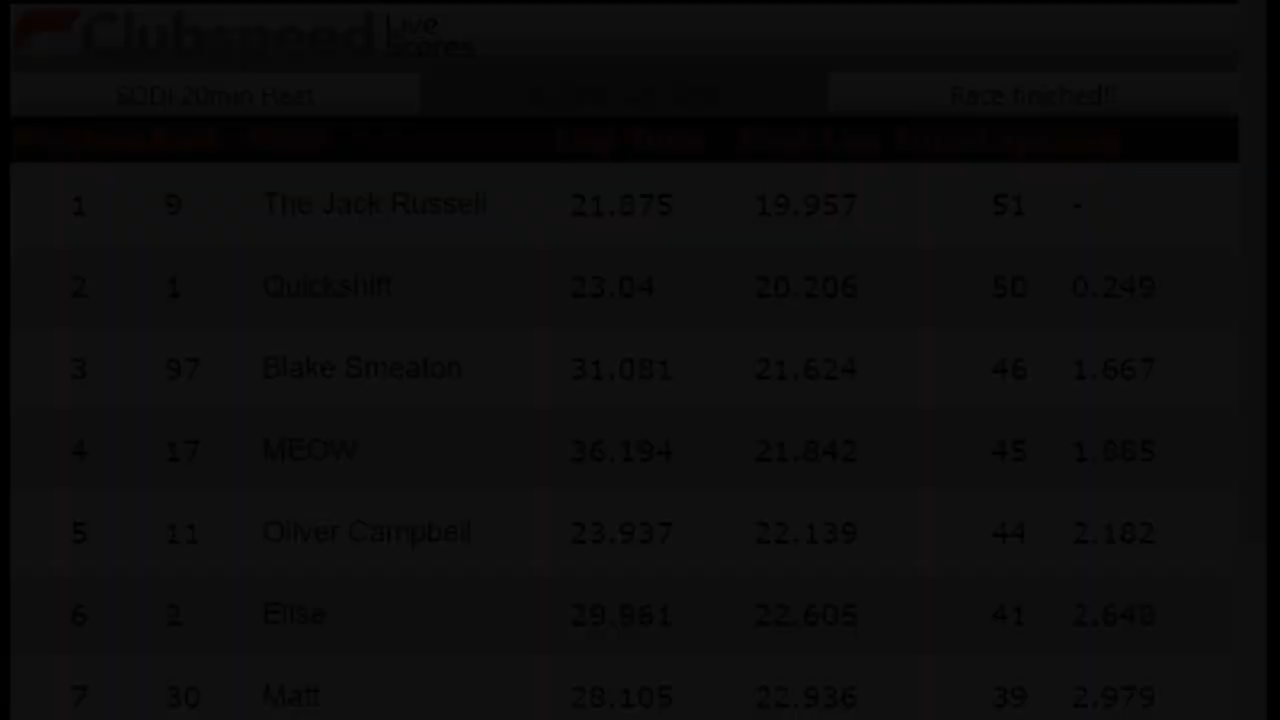 Clubspeed Live Scores
SODI 20min Heat Race finished!!
1 9 The Jack Russell 21.875 19.957 51 -
2 1 Quickshift 23.04 20.206 50 0.249
3 97 Blake Smeaton 31.081 21.624 46 1.667
4 17 MEOW 36.194 21.842 45 1.885
5 11 Oliver Campbell 23.937 22.139 44 2.182
6 2 Elise 29.961 22.605 41 2.648
7 30 Matt 28.105 22.936 39 2.979